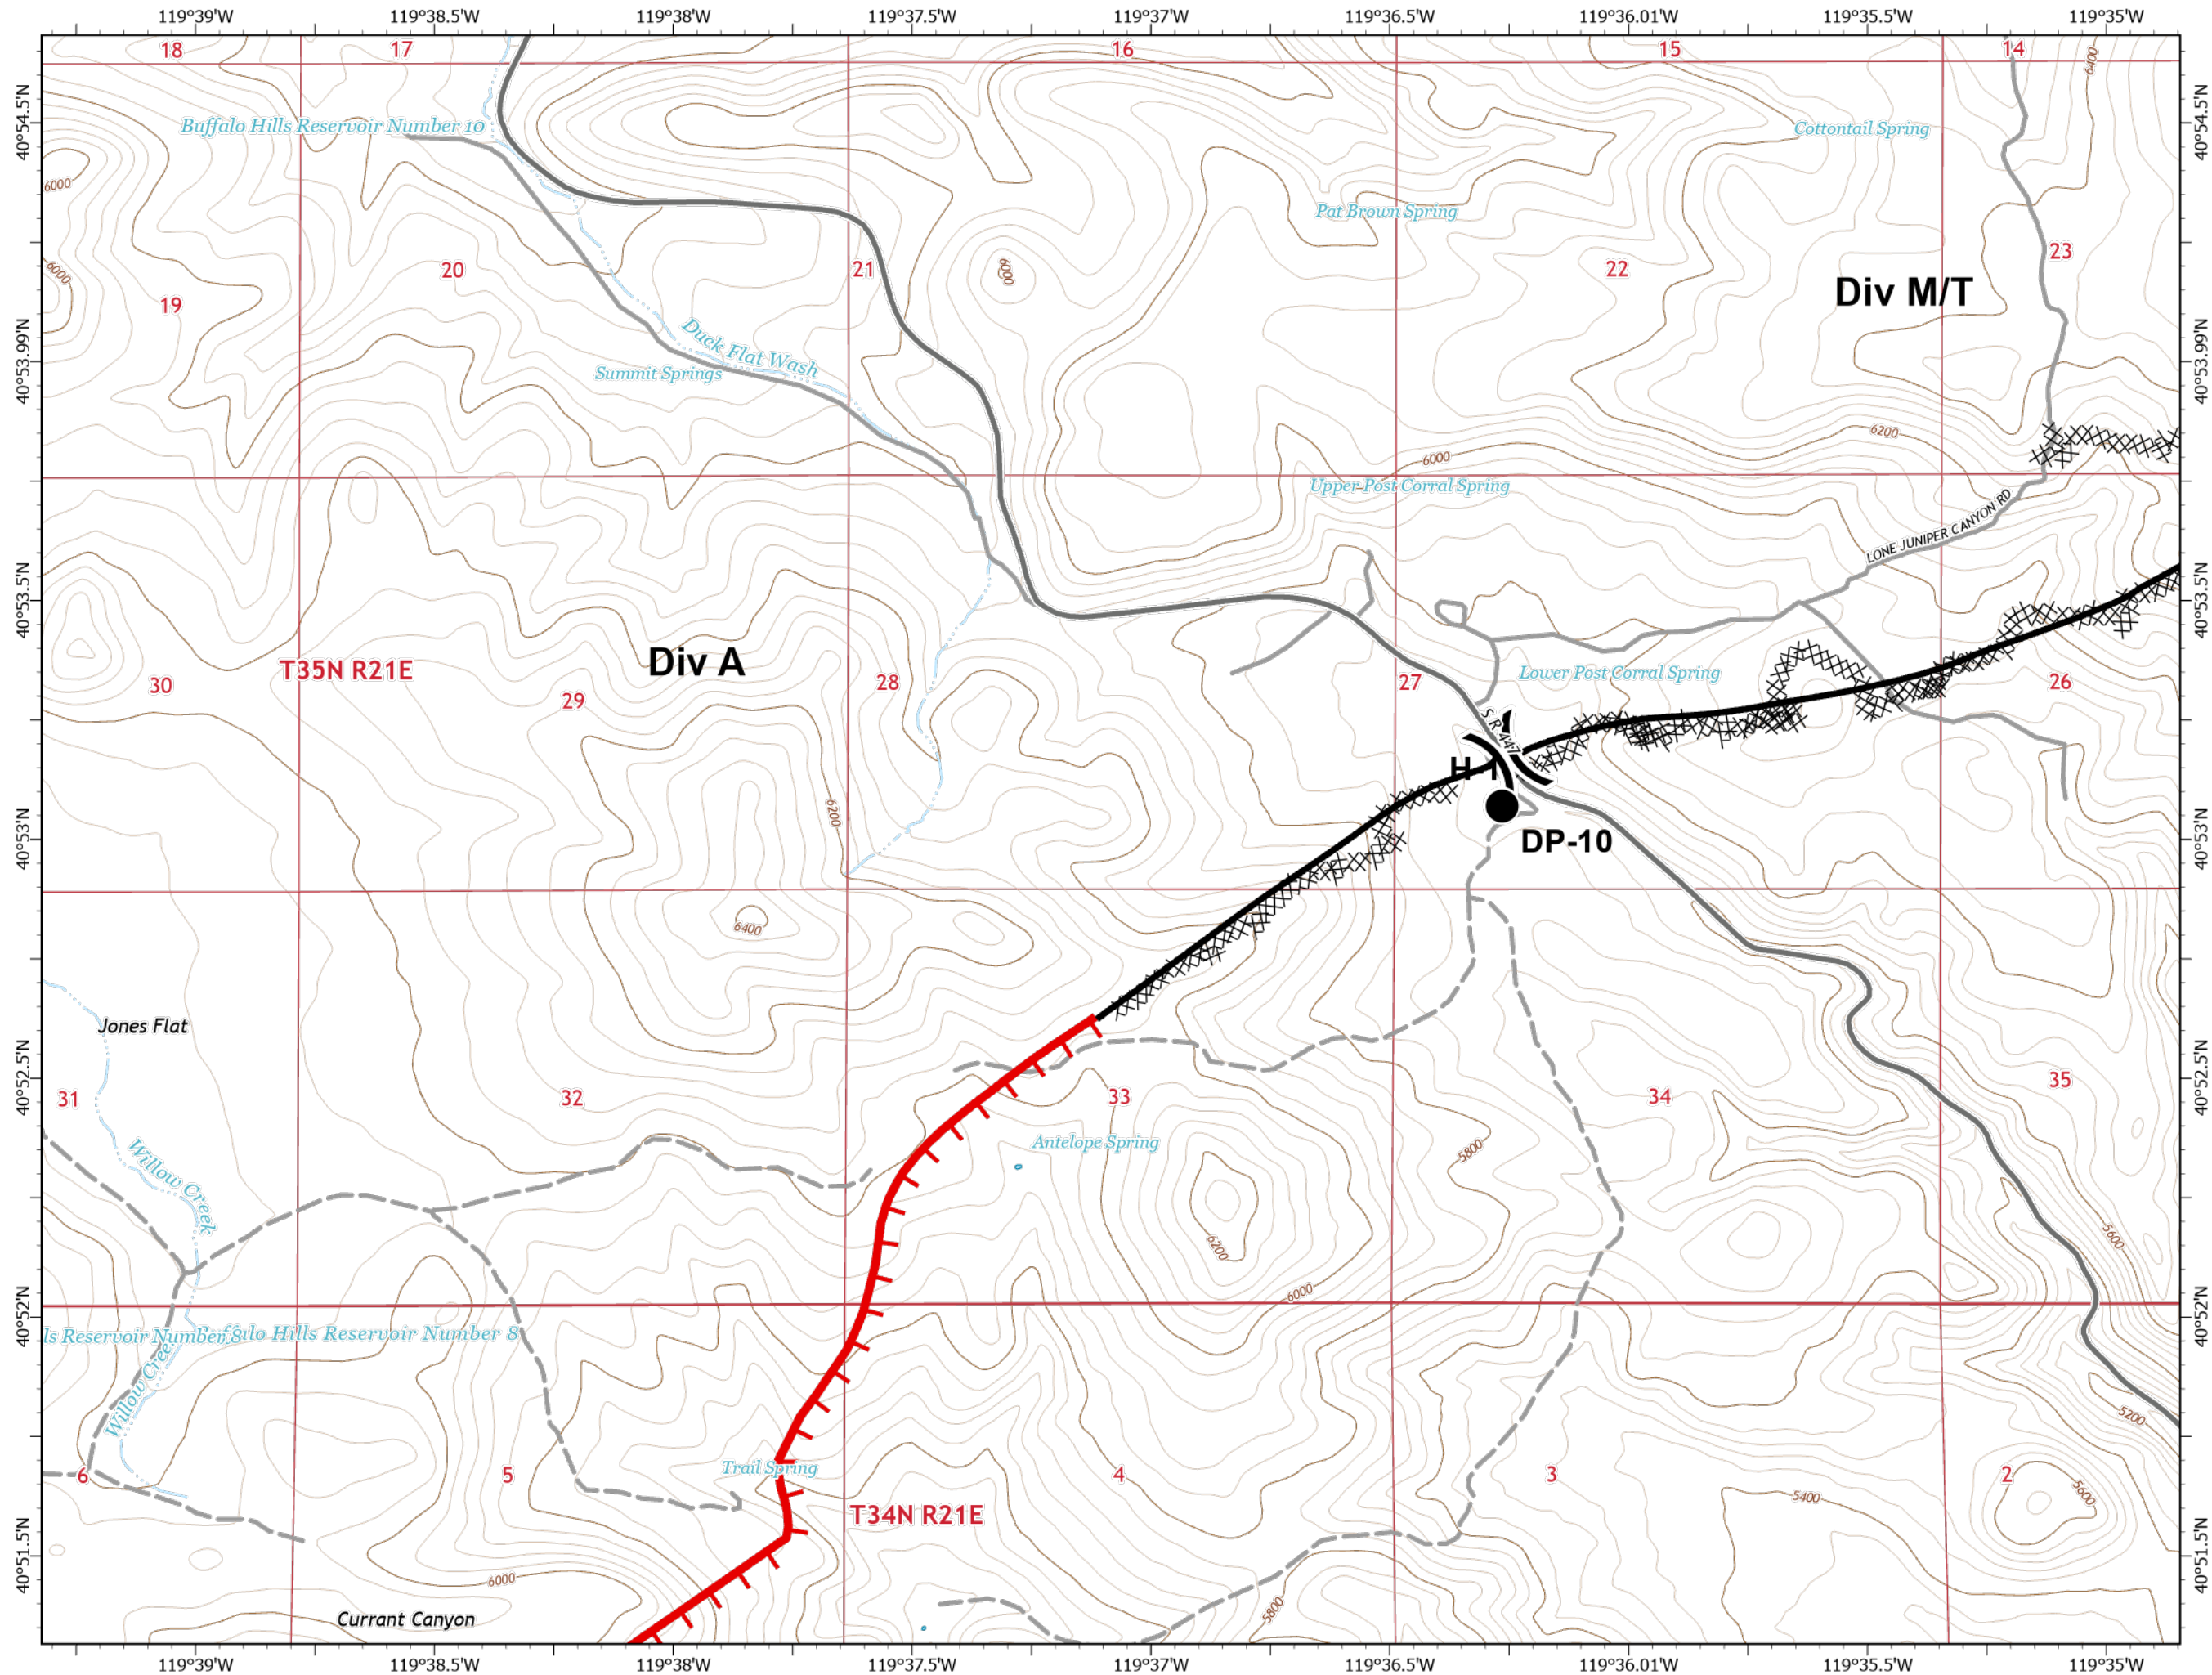 119°39'W 119°38.5'W 119°38'W 119°37.5'W 119°37'W 119°36.5'W 119°36.01'W 119°35.5'W 119°35'W
18 17 16 15 14
6400
40°54.5'N
40°54.5'N
Buffalo Hills Reservoir Number 10
Cottontail Spring
6000
Pat Brown Spring
23
20 21 22
6000
6000
19
Div M/T
Duck Flat Wash
40°53.99'N
40°53.99'N
Summit Springs
6200
6000
Upper Post Corral Spring
LONE JUNIPER CANYON RD
40°53.5'N
40°53.5'N
Div A
T35N R21E
Lower Post Corral Spring
30 29 28 27 26
S R 447
H-1
6200
DP-10
40°53'N
40°53'N
6400
Jones Flat
40°52.5'N
40°52.5'N
31 32 33 34 35
Antelope Spring
5800
Willow Creek
6200
5600
6000
40°52'N
40°52'N
ls Reservoir Number 8
Buffalo Hills Reservoir Number 8
Willow Creek
5200
Trail Spring
6 5 4 3 2
5400
5600
T34N R21E
40°51.5'N
40°51.5'N
6000
5800
Currant Canyon
119°39'W 119°38.5'W 119°38'W 119°37.5'W 119°37'W 119°36.5'W 119°36.01'W 119°35.5'W 119°35'W